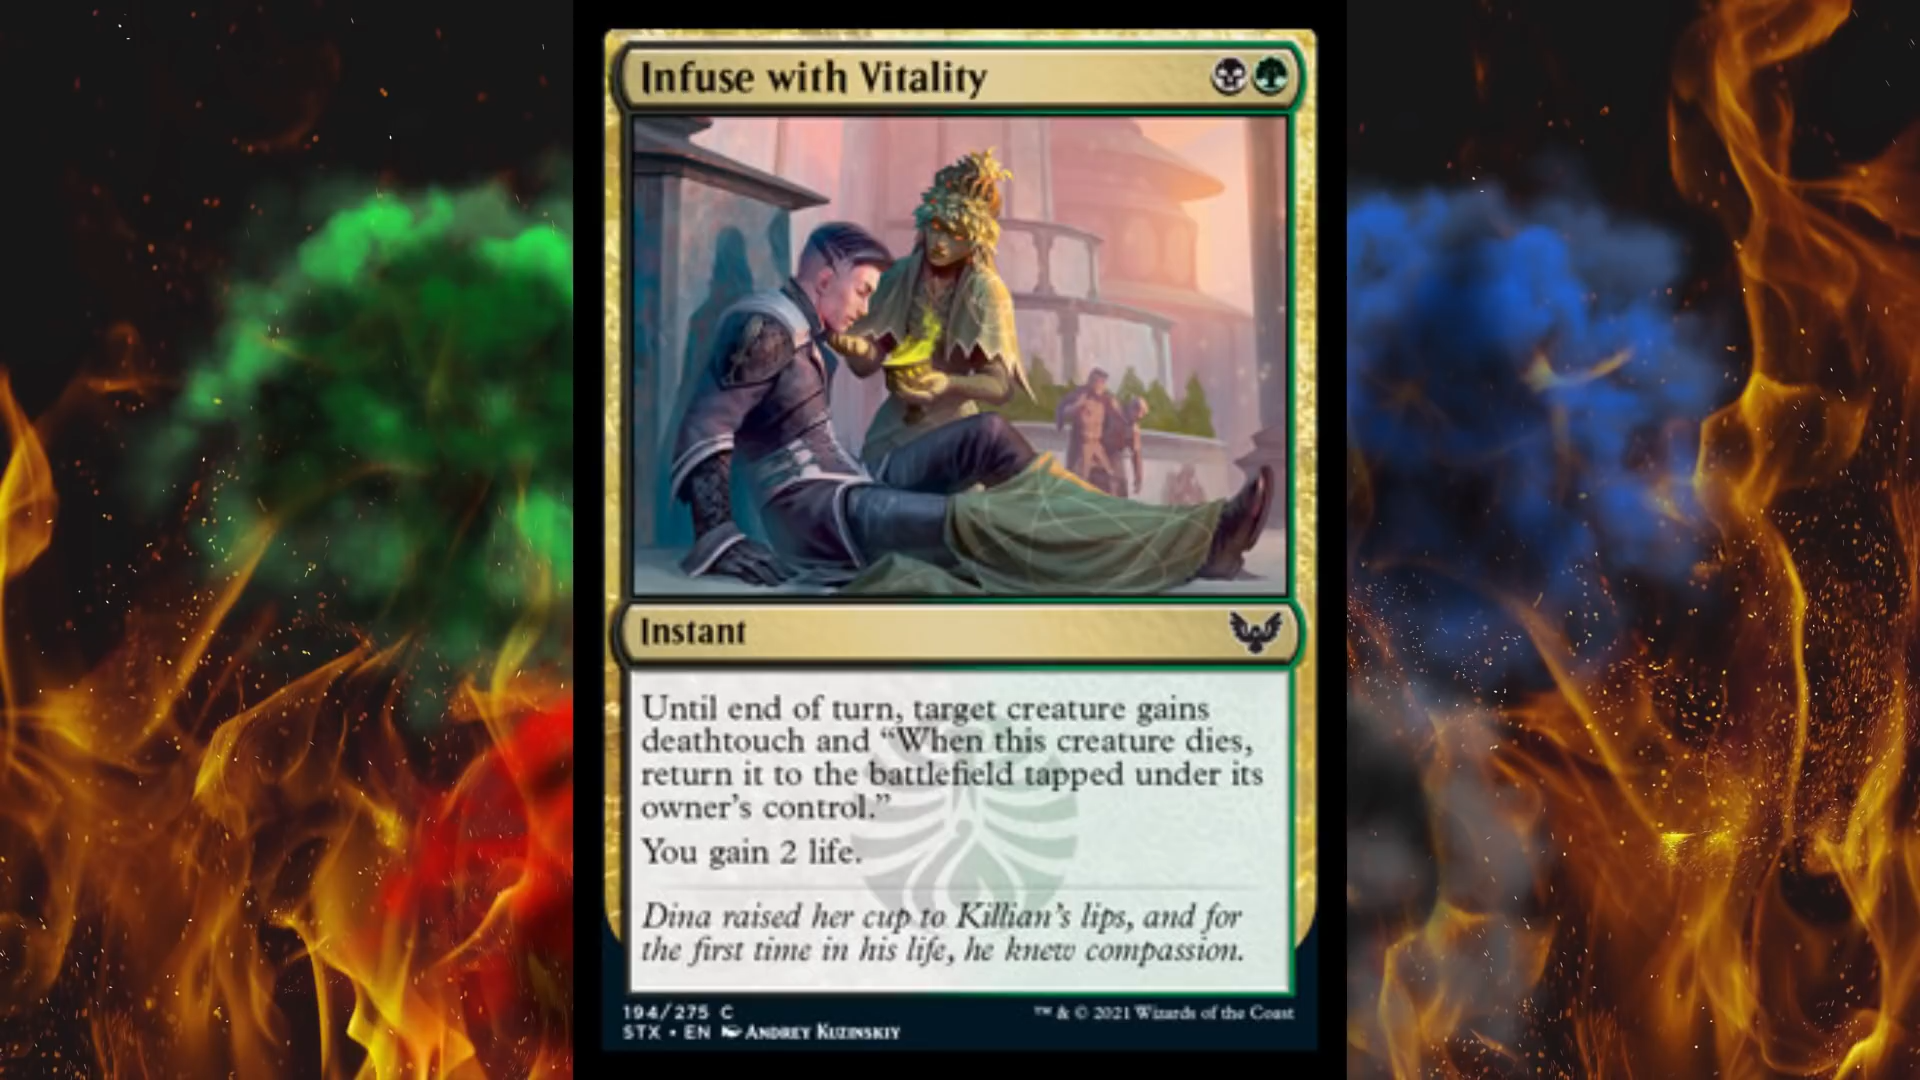 Infuse with Vitality
Instant
Until end of turn, target creature gains
deathtouch and “When this creature dies,
return it to the battlefield tapped under its
owner’s control.”
You gain 2 life.
Dina raised her cup to Killian’s lips, and for
the first time in his life, he knew compassion.
194/275 C
STX • EN ANDREY KUZINSKIY
™ & © 2021 Wizards of the Coast